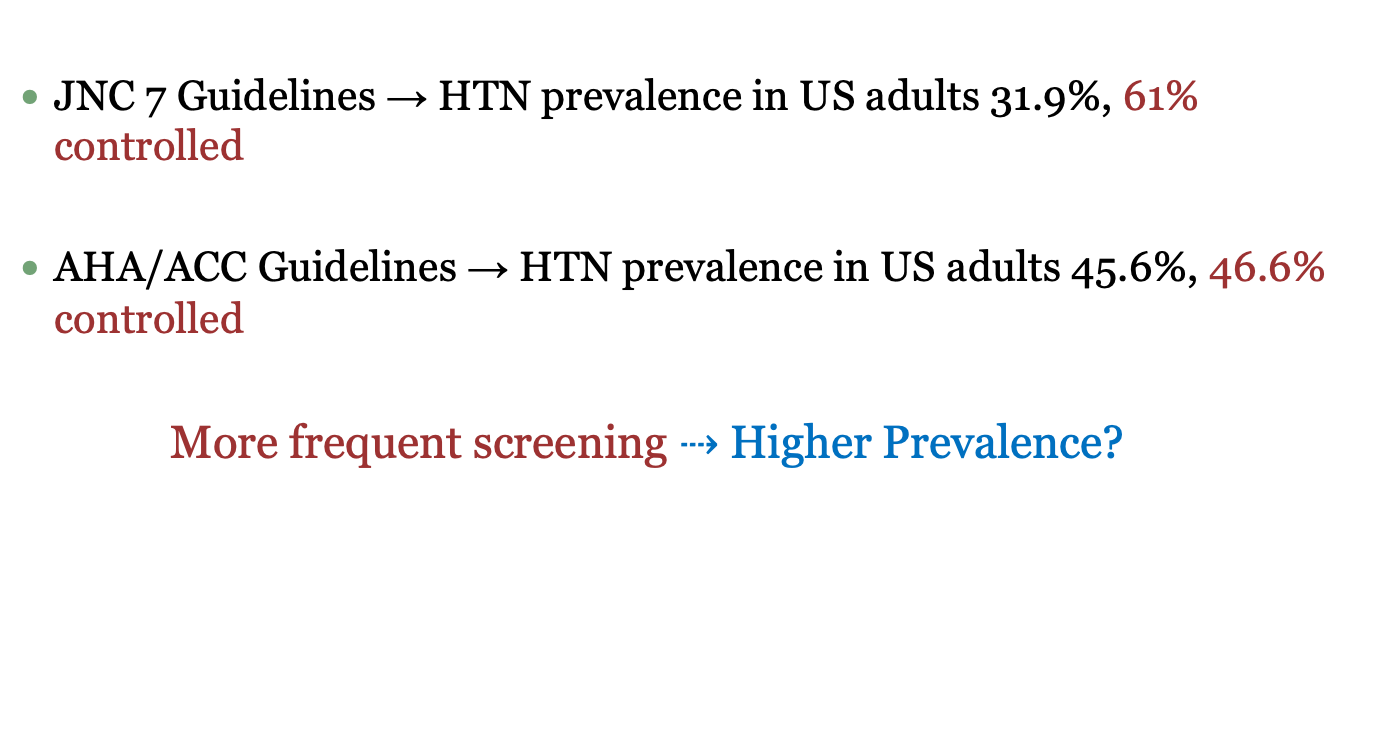 • JNC 7 Guidelines → HTN prevalence in US adults 31.9%, 61%
controlled
• AHA/ACC Guidelines → HTN prevalence in US adults 45.6%, 46.6%
controlled
More frequent screening ⇢ Higher Prevalence?